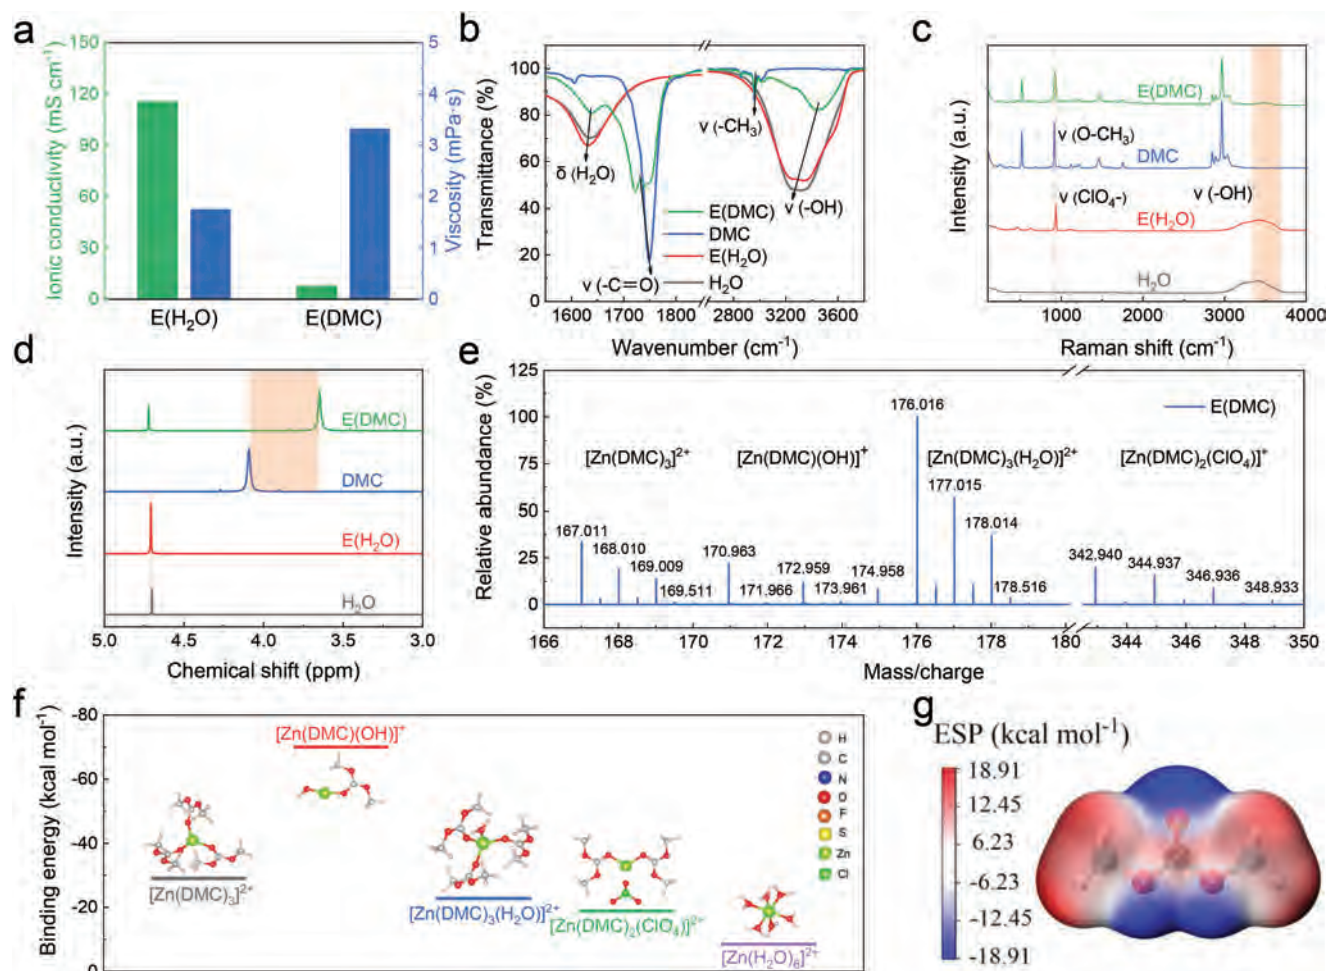 a
Ionic conductivity (mS cm⁻¹)
150
120
90
60
30
0
5
4
3
2
1
0
Viscosity (mPa·s)
E(H₂O)
E(DMC)
b
Transmittance (%)
100
80
60
40
20
0
δ (H₂O)
ν (-C=O)
ν (-CH₃)
ν (-OH)
E(DMC)
DMC
E(H₂O)
H₂O
1600
1700
1800
2800
3200
3600
Wavenumber (cm⁻¹)
c
Intensity (a.u.)
E(DMC)
ν (O-CH₃)
DMC
ν (ClO₄-)
ν (-OH)
E(H₂O)
H₂O
1000
2000
3000
4000
Raman shift (cm⁻¹)
d
Intensity (a.u.)
E(DMC)
DMC
E(H₂O)
H₂O
5.0
4.5
4.0
3.5
3.0
Chemical shift (ppm)
e
Relative abundance (%)
125
100
75
50
25
0
E(DMC)
176.016
[Zn(DMC)₃]²⁺
[Zn(DMC)(OH)]⁺
[Zn(DMC)₃(H₂O)]²⁺
[Zn(DMC)₂(ClO₄)]⁺
177.015
167.011
168.010
169.009
169.511
170.963
171.966
172.959
173.961
174.958
178.014
178.516
342.940
344.937
346.936
348.933
166
168
170
172
174
176
178
180
344
346
348
350
Mass/charge
f
Binding energy (kcal mol⁻¹)
-80
-60
-40
-20
0
[Zn(DMC)(OH)]⁺
[Zn(DMC)₃]²⁺
[Zn(DMC)₃(H₂O)]²⁺
[Zn(DMC)₂(ClO₄)]²⁺
[Zn(H₂O)₆]²⁺
H
C
N
O
F
S
Zn
Cl
g
ESP (kcal mol⁻¹)
18.91
12.45
6.23
-6.23
-12.45
-18.91